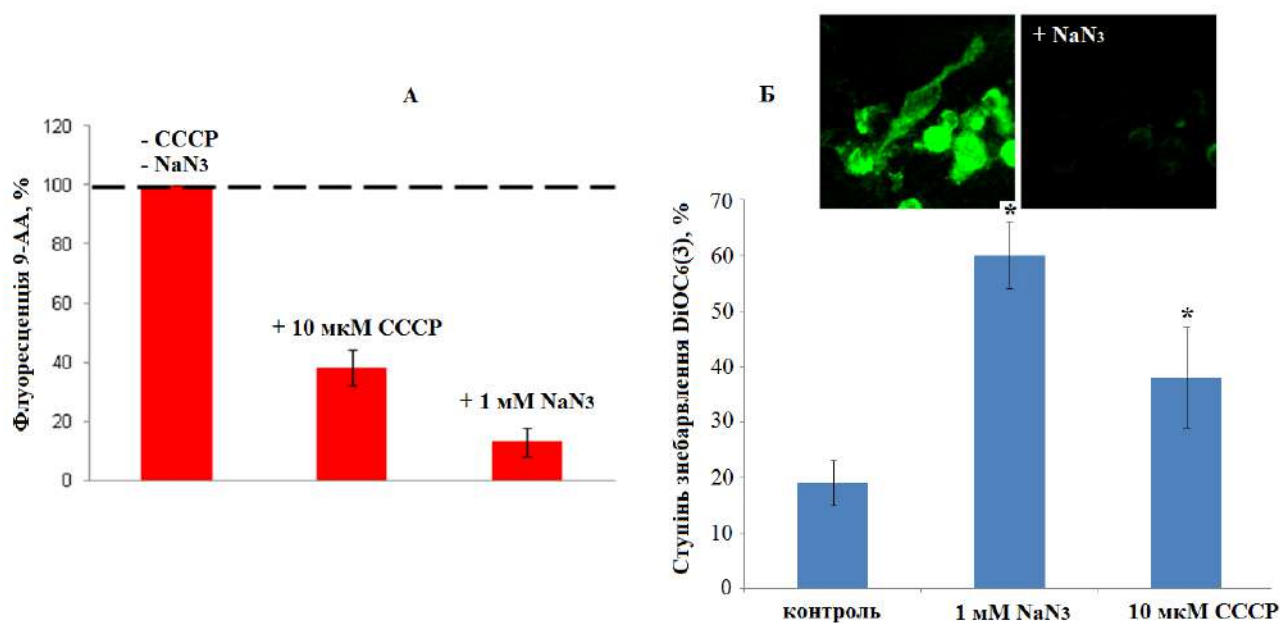 А
Флуоресценція 9-АА, %
120
100
80
60
40
20
0
- CCCP
- NaN3
+ 10 мкМ CCCP
+ 1 мМ NaN3
Б
+ NaN3
Ступінь знебарвлення DiOC6(3), %
70
60
50
40
30
20
10
0
*
*
контроль
1 мМ NaN3
10 мкМ CCCP